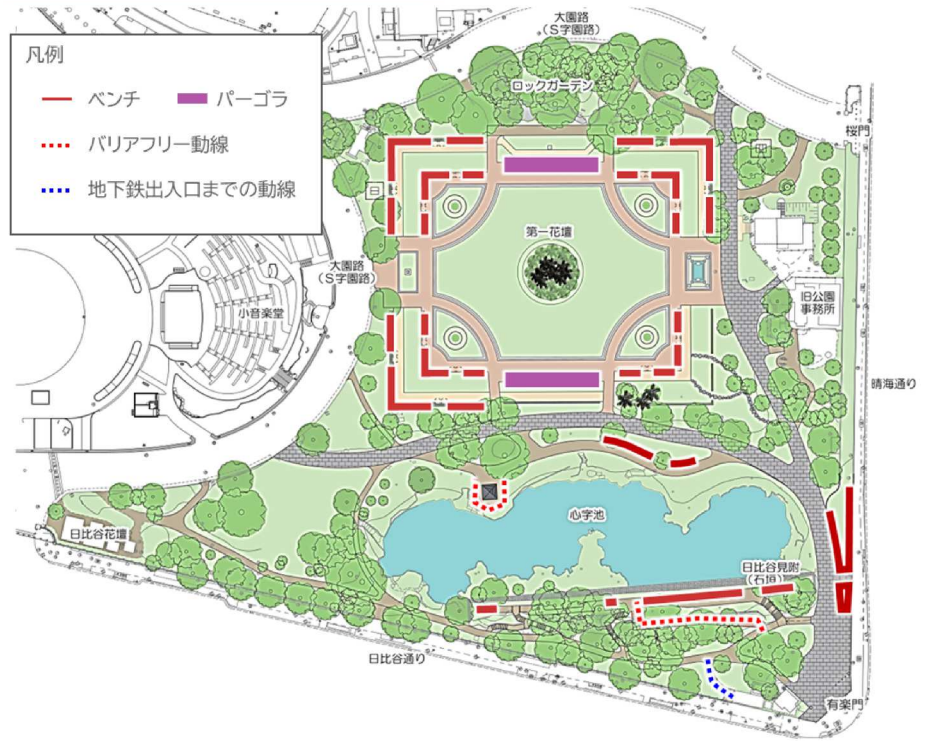 大園路
（S字園路）
凡例
ベンチ
パーゴラ
バリアフリー動線
地下鉄出入口までの動線
ロックガーデン
桜門
第一花壇
大園路
（S字園路）
小音楽堂
旧公園
事務所
晴海通り
心字池
日比谷花壇
日比谷見附
（石垣）
日比谷通り
有楽門